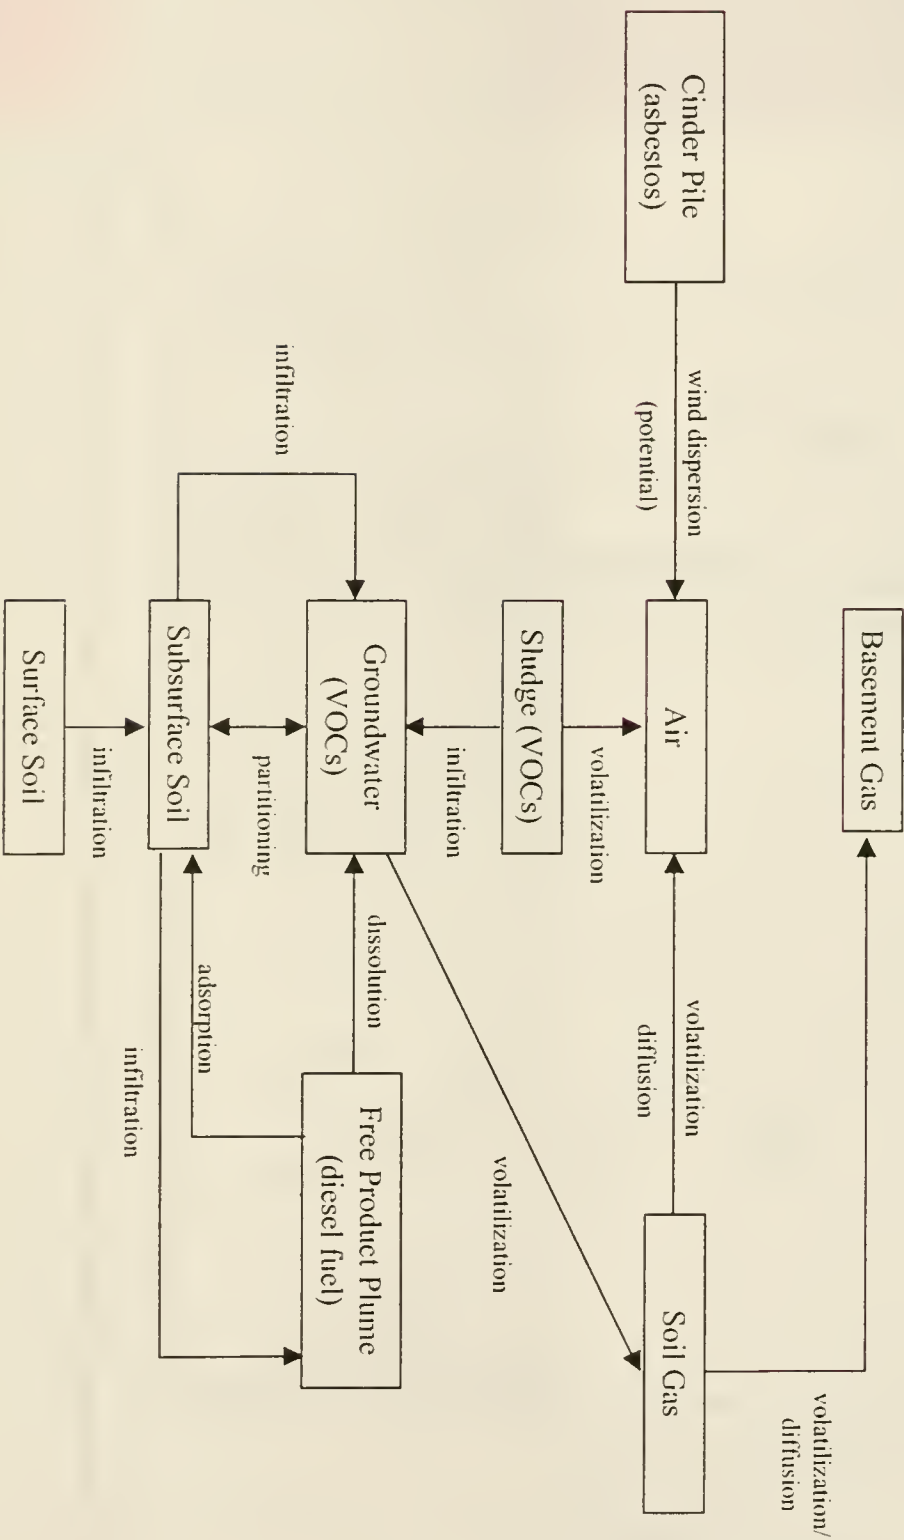 Basement Gas
volatilization/
diffusion
Cinder Pile
(asbestos)
wind dispersion
(potential)
Air
volatilization
diffusion
Soil Gas
volatilization
Sludge (VOCs)
infiltration
volatilization
Groundwater
(VOCs)
dissolution
Free Product Plume
(diesel fuel)
infiltration
partitioning
Subsurface Soil
adsorption
infiltration
infiltration
Surface Soil